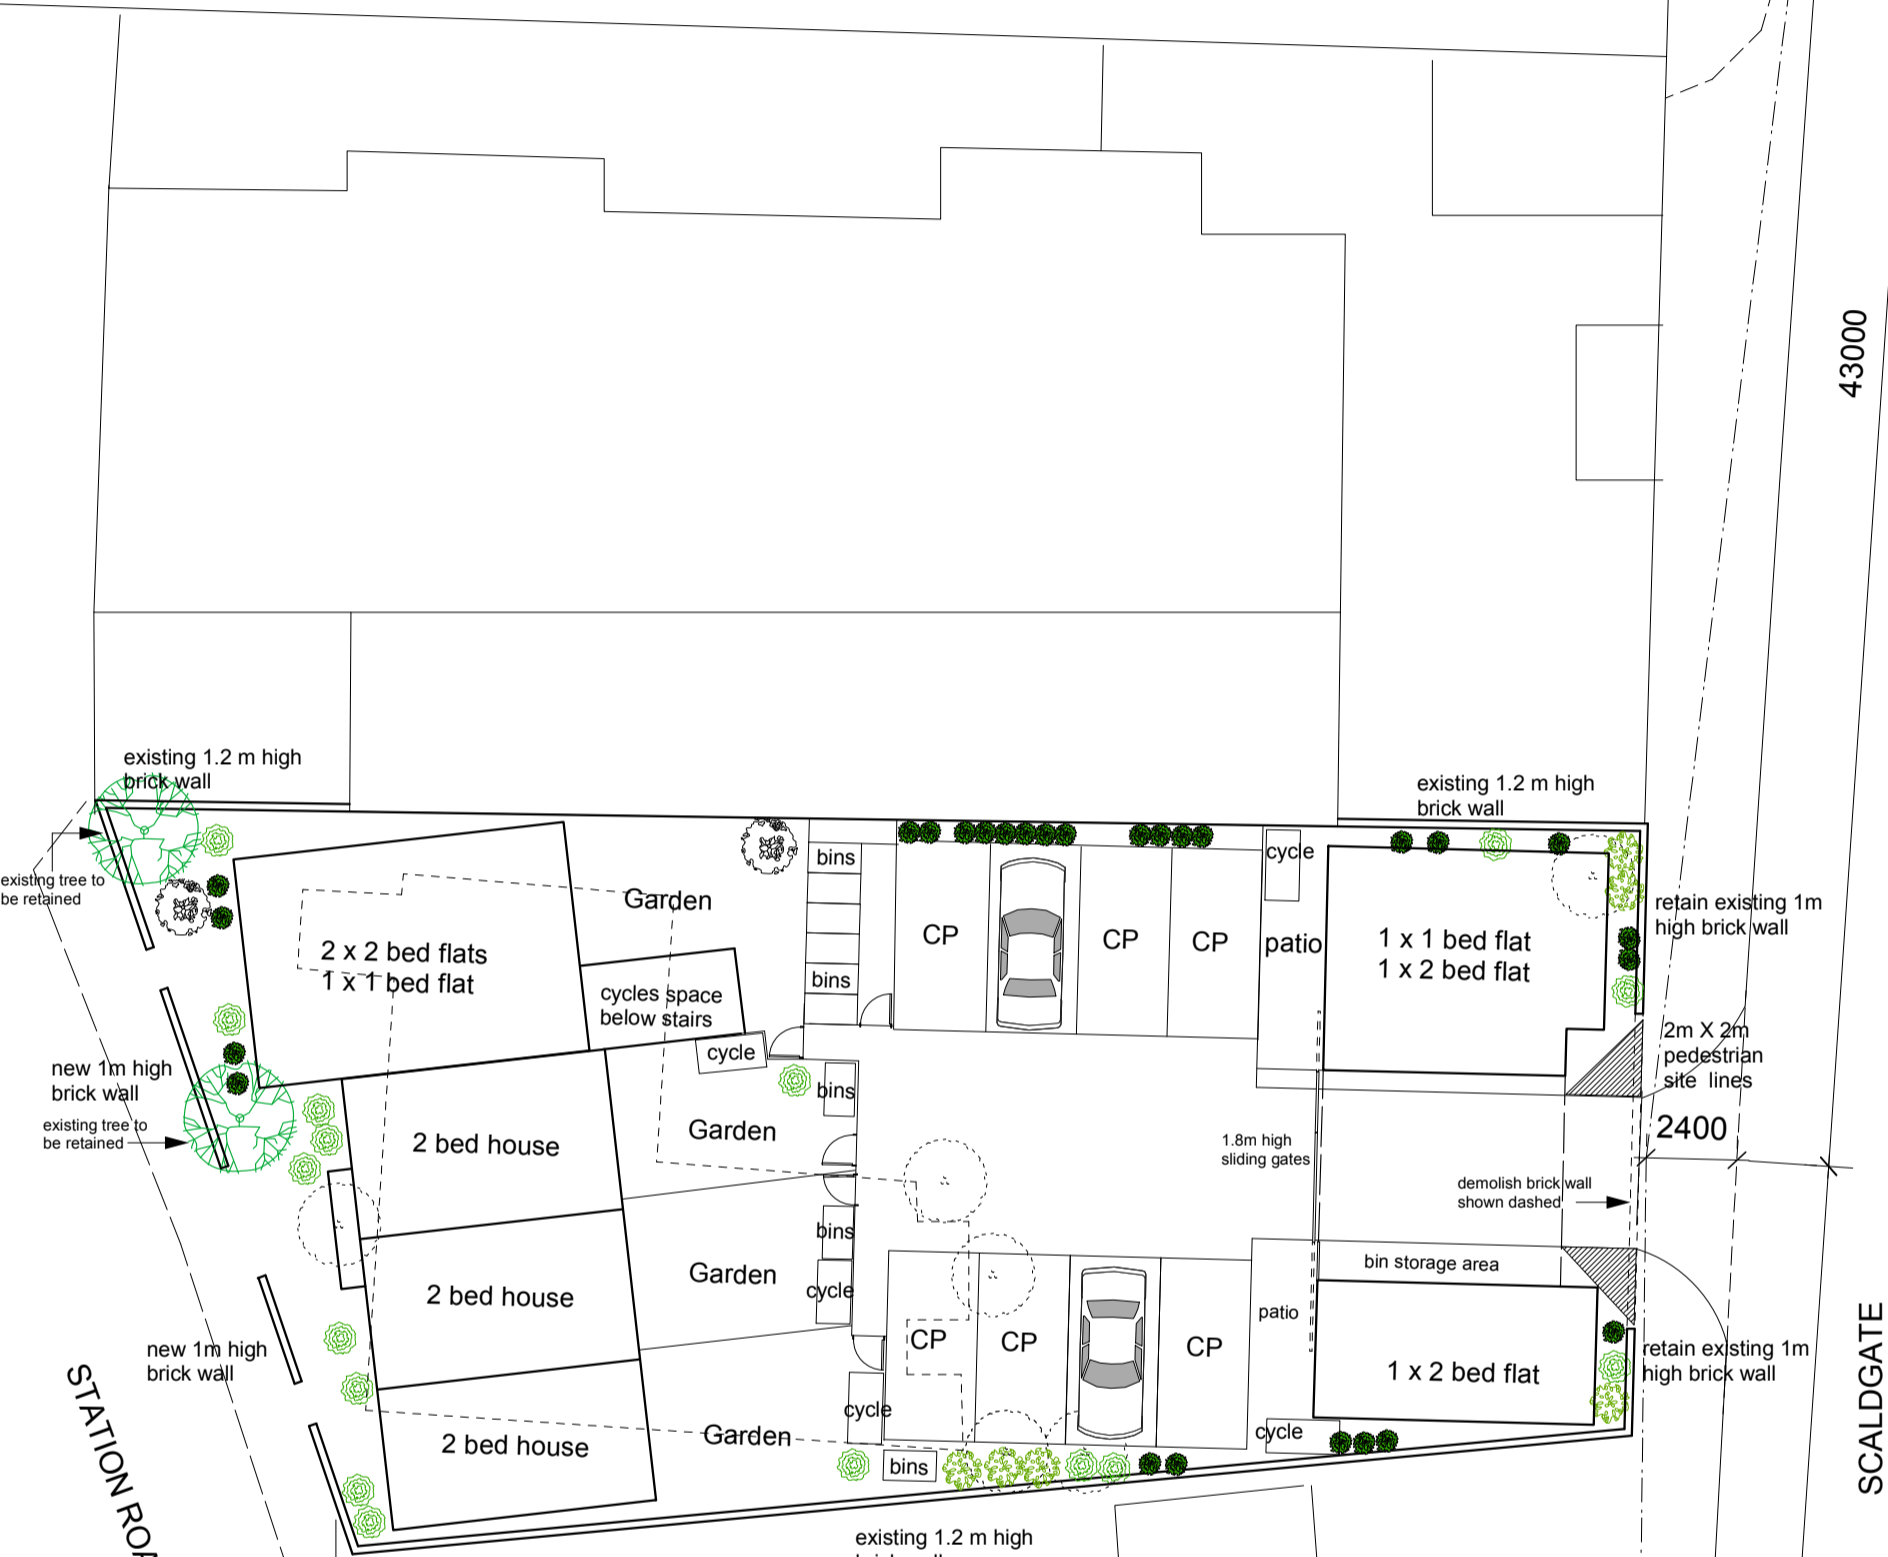 43000
existing 1.2 m high
brick wall
existing 1.2 m high
brick wall
existing tree to
be retained
bins
cycle
Garden
CP
CP
CP
patio
1 x 1 bed flat
1 x 2 bed flat
retain existing 1m
high brick wall
2 x 2 bed flats
1 x 1 bed flat
bins
cycles space
below stairs
cycle
2m X 2m
pedestrian
site lines
new 1m high
brick wall
existing tree to
be retained
bins
2400
2 bed house
Garden
1.8m high
sliding gates
demolish brick wall
shown dashed
bins
bin storage area
2 bed house
Garden
cycle
patio
CP
CP
CP
new 1m high
brick wall
1 x 2 bed flat
retain existing 1m
high brick wall
SCALDGATE
STATION
cycle
cycle
2 bed house
Garden
bins
existing 1.2 m high